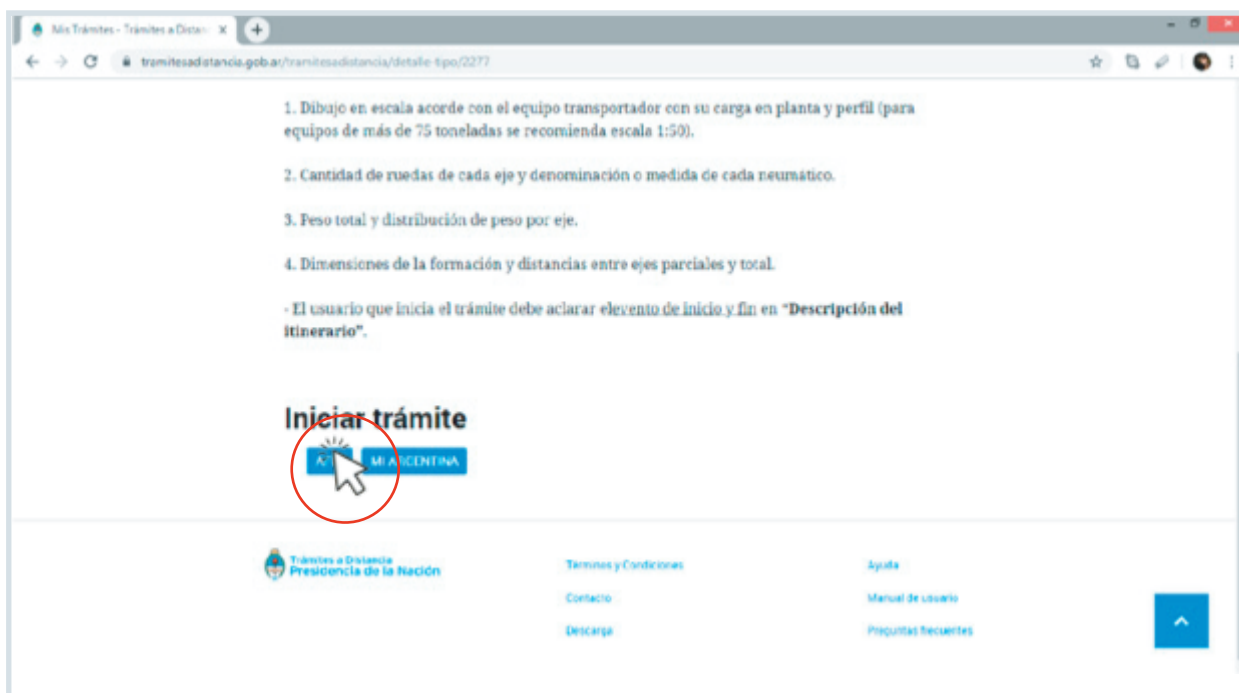 Mis Trámites - Trámites a Distan
tramitesadistancia.gob.ar/tramitesadistancia/detalle-tipo/2277
1. Dibujo en escala acorde con el equipo transportador con su carga en planta y perfil (para
equipos de más de 75 toneladas se recomienda escala 1:50).
2. Cantidad de ruedas de cada eje y denominación o medida de cada neumático.
3. Peso total y distribución de peso por eje.
4. Dimensiones de la formación y distancias entre ejes parciales y total.
- El usuario que inicia el trámite debe aclarar elevento de inicio y fin en “Descripción del
itinerario”.
Iniciar trámite
MI ARGENTINA
Trámites a Distancia
Presidencia de la Nación
Términos y Condiciones
Ayuda
Contacto
Manual de usuario
Descarga
Preguntas frecuentes